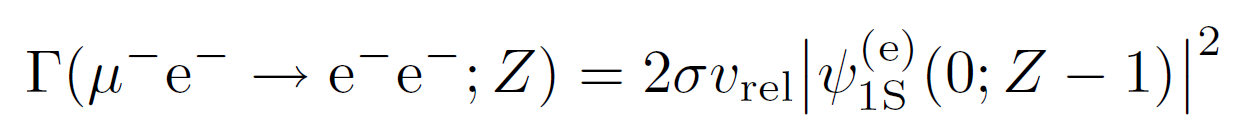 Γ(μ⁻e⁻ → e⁻e⁻; Z) = 2σv_rel|ψ_1S^(e)(0; Z − 1)|²